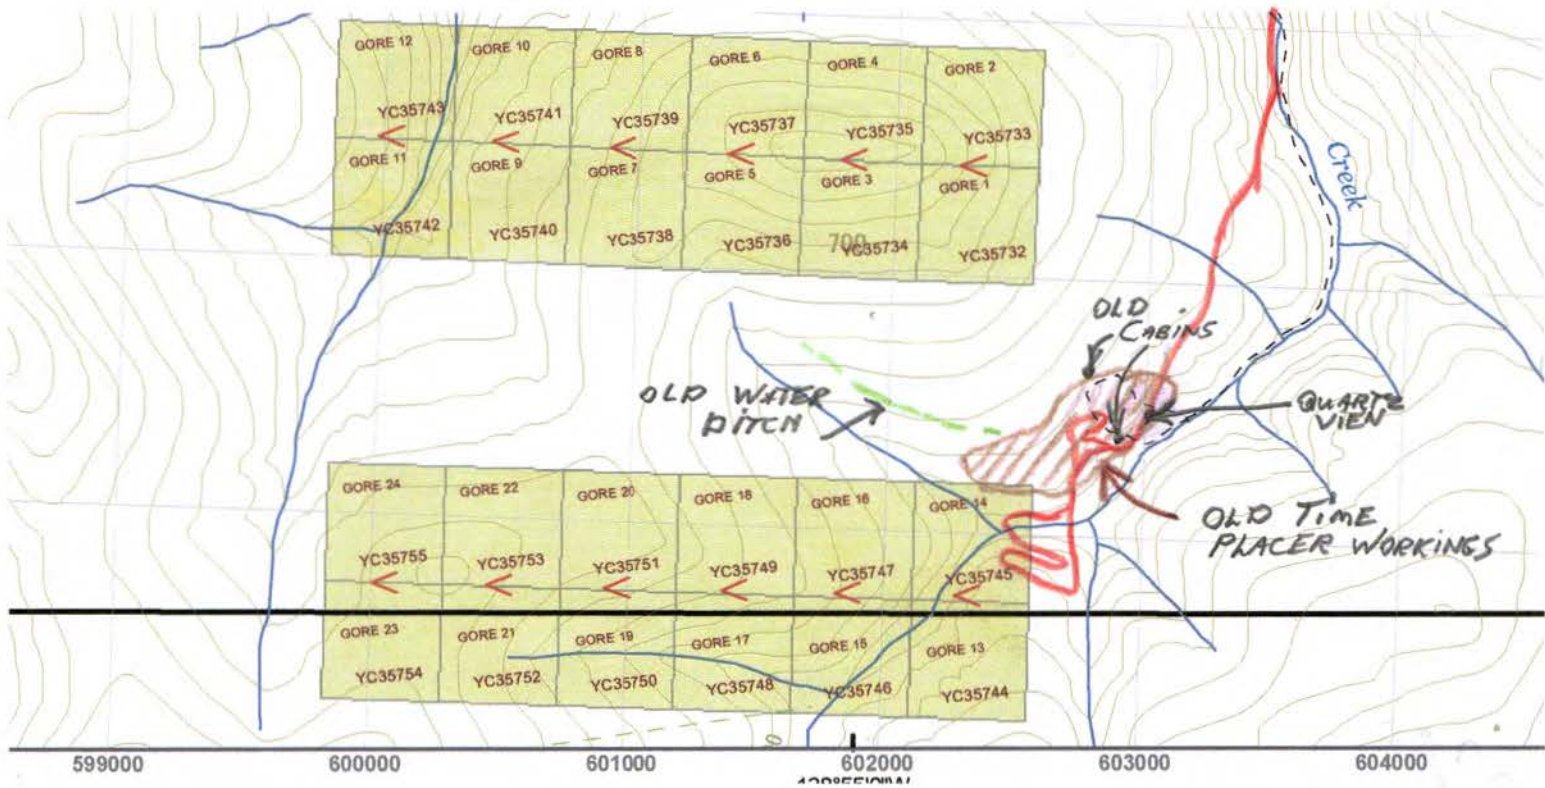 GORE 12
GORE 10
GORE 8
GORE 6
GORE 4
GORE 2
YC35743
YC35741
YC35739
YC35737
YC35735
YC35733
GORE 11
GORE 9
GORE 7
GORE 5
GORE 3
GORE 1
YC35742
YC35740
YC35738
YC35736
700
YC35734
YC35732
Creek
OLD
CABINS
OLD WATER
DITCH
QUARTZ
VIEN
OLD TIME
PLACER WORKINGS
GORE 24
GORE 22
GORE 20
GORE 18
GORE 16
GORE 14
YC35755
YC35753
YC35751
YC35749
YC35747
YC35745
GORE 23
GORE 21
GORE 19
GORE 17
GORE 15
GORE 13
YC35754
YC35752
YC35750
YC35748
YC35746
YC35744
599000
600000
601000
602000
603000
604000